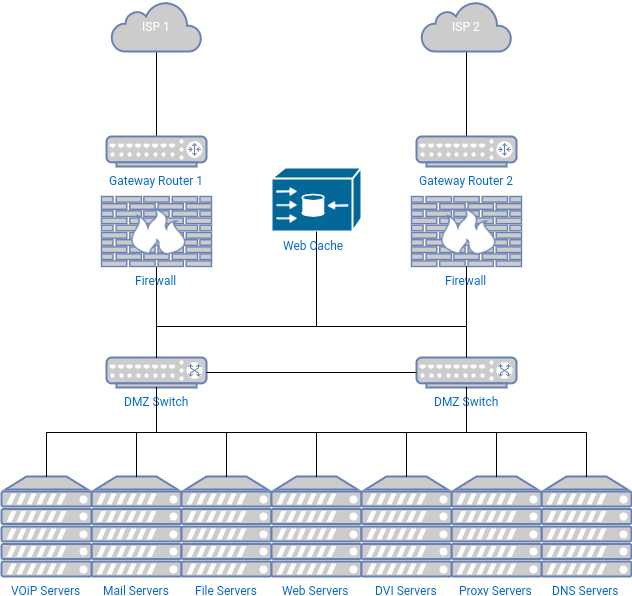 ISP 1
ISP 2
Gateway Router 1
Gateway Router 2
Web Cache
Firewall
Firewall
DMZ Switch
DMZ Switch
VOiP Servers
Mail Servers
File Servers
Web Servers
DVI Servers
Proxy Servers
DNS Servers